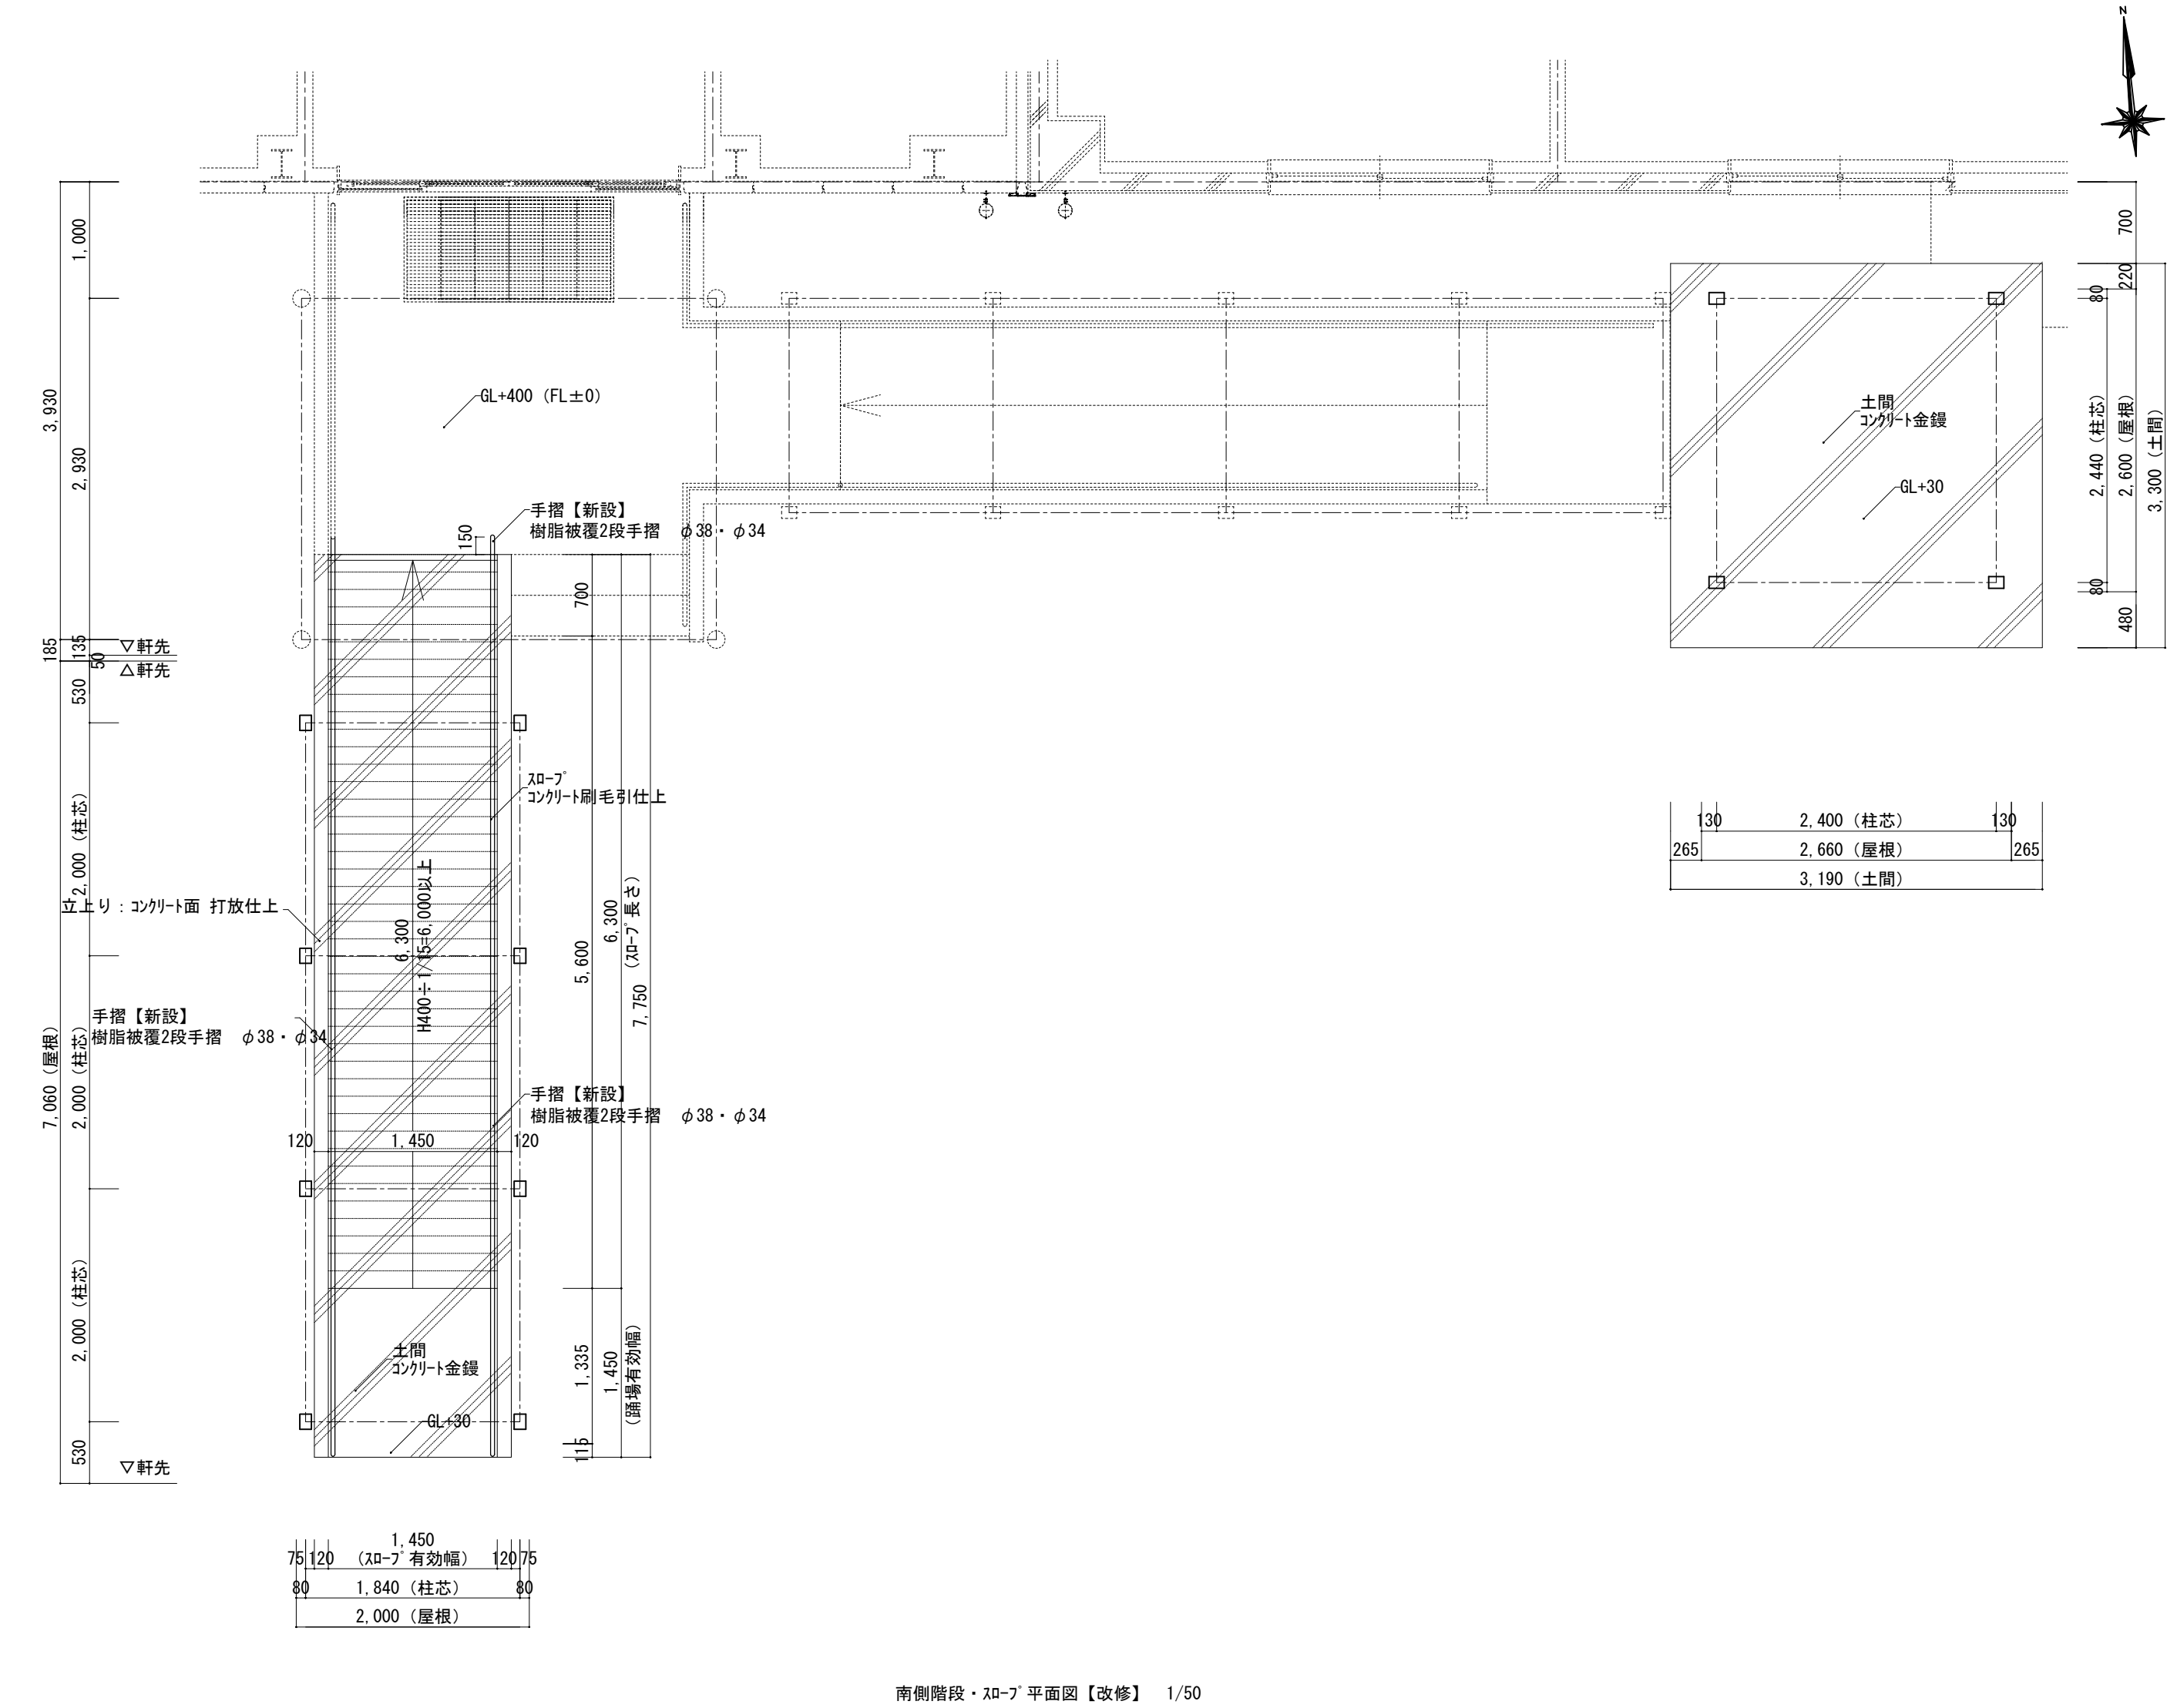 N
1,000
3,930
2,930
185
135
50
▽軒先
△軒先
530
2,000（柱芯）
7,060（屋根）
2,000（柱芯）
2,000（柱芯）
530
▽軒先
GL+400（FL±0）
手摺【新設】
樹脂被覆2段手摺　φ38・φ34
150
700
ｽﾛｰﾌﾟ
ｺﾝｸﾘｰﾄ刷毛引仕上
立上り：ｺﾝｸﾘｰﾄ面 打放仕上
6,300
H400÷1/15=6,000以上
5,600
6,300
7,750（ｽﾛｰﾌﾟ長さ）
手摺【新設】
樹脂被覆2段手摺　φ38・φ34
手摺【新設】
樹脂被覆2段手摺　φ38・φ34
120
1,450
120
土間
ｺﾝｸﾘｰﾄ金鏝
GL+30
1,335
1,450
（踊場有効幅）
115
1,450
75
120
（ｽﾛｰﾌﾟ有効幅）
120
75
80
1,840（柱芯）
80
2,000（屋根）
土間
ｺﾝｸﾘｰﾄ金鏝
GL+30
700
220
80
2,440（柱芯）
2,600（屋根）
3,300（土間）
80
480
130
2,400（柱芯）
130
265
2,660（屋根）
265
3,190（土間）
南側階段・ｽﾛｰﾌﾟ平面図【改修】　1/50